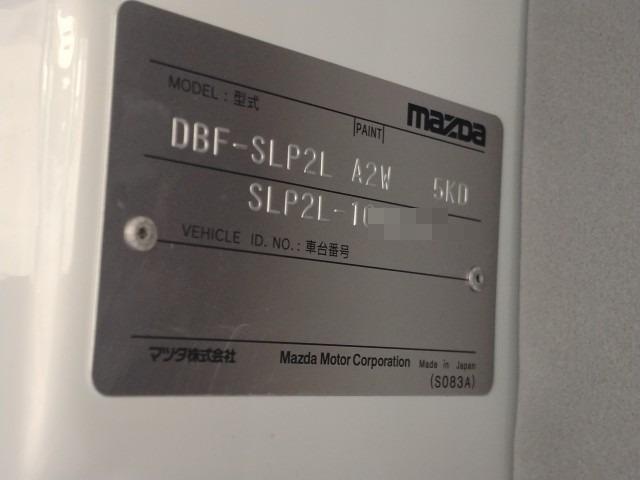 MODEL : 型式
mazda
PAINT
DBF-SLP2L A2W 5KD
SLP2L-10
VEHICLE ID. NO. : 車台番号
マツダ株式会社 Mazda Motor Corporation Made in Japan
(S083A)